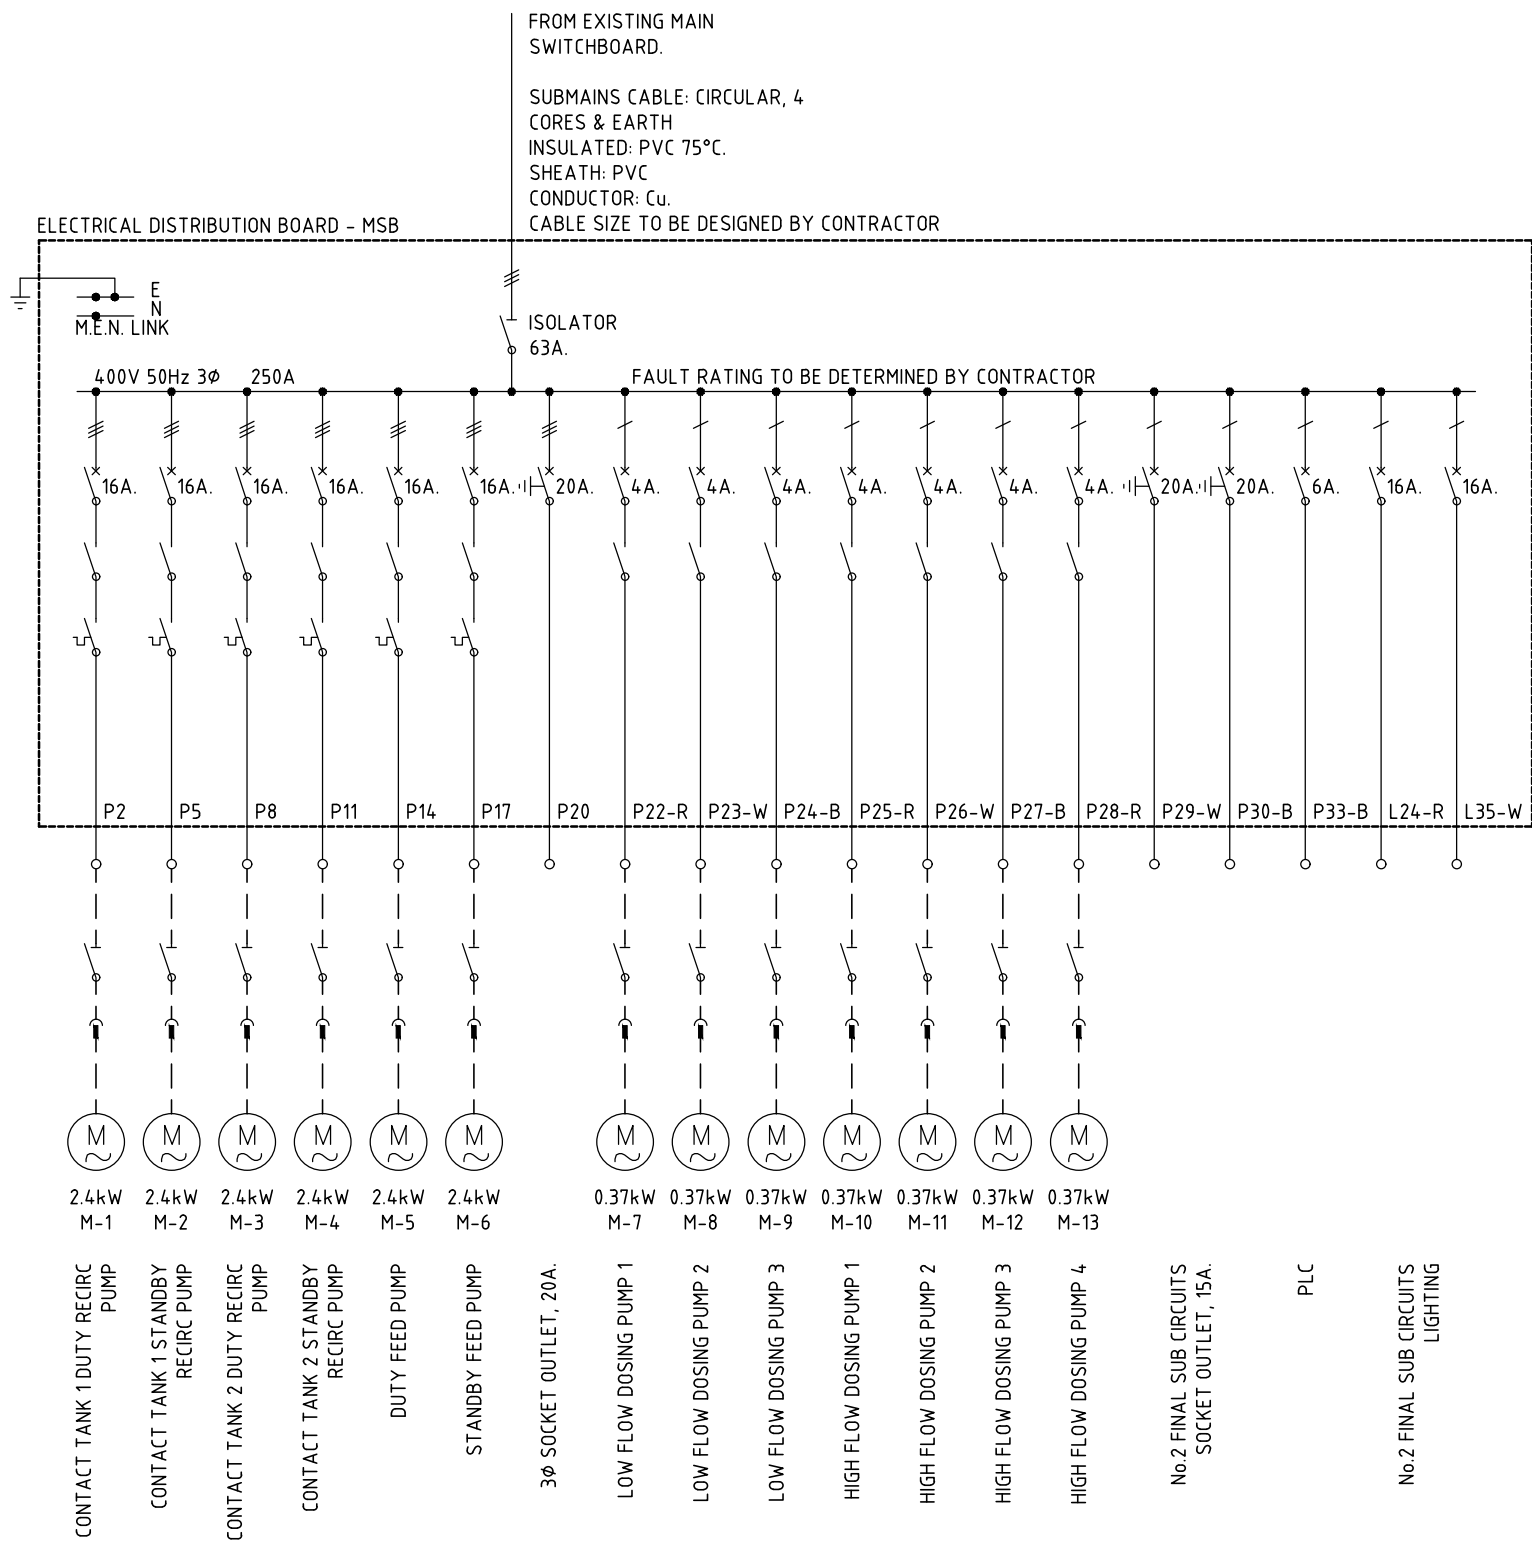 FROM EXISTING MAIN
SWITCHBOARD.
SUBMAINS CABLE: CIRCULAR, 4
CORES & EARTH
INSULATED: PVC 75°C.
SHEATH: PVC
CONDUCTOR: Cu.
CABLE SIZE TO BE DESIGNED BY CONTRACTOR
ELECTRICAL DISTRIBUTION BOARD - MSB
E
N
M.E.N. LINK
ISOLATOR
63A.
400V 50Hz 3Ø 250A FAULT RATING TO BE DETERMINED BY CONTRACTOR
16A. 16A. 16A. 16A. 16A. 16A. 20A. 4A. 4A. 4A. 4A. 4A. 4A. 4A. 20A. 20A. 6A. 16A. 16A.
P2 P5 P8 P11 P14 P17 P20 P22-R P23-W P24-B P25-R P26-W P27-B P28-R P29-W P30-B P33-B L24-R L35-W
M M M M M M M M M M M M M
2.4kW 2.4kW 2.4kW 2.4kW 2.4kW 2.4kW 0.37kW 0.37kW 0.37kW 0.37kW 0.37kW 0.37kW 0.37kW
M-1 M-2 M-3 M-4 M-5 M-6 M-7 M-8 M-9 M-10 M-11 M-12 M-13
CONTACT TANK 1 DUTY RECIRC
PUMP
CONTACT TANK 1 STANDBY
RECIRC PUMP
CONTACT TANK 2 DUTY RECIRC
PUMP
CONTACT TANK 2 STANDBY
RECIRC PUMP
DUTY FEED PUMP
STANDBY FEED PUMP
3Ø SOCKET OUTLET, 20A.
LOW FLOW DOSING PUMP 1
LOW FLOW DOSING PUMP 2
LOW FLOW DOSING PUMP 3
HIGH FLOW DOSING PUMP 1
HIGH FLOW DOSING PUMP 2
HIGH FLOW DOSING PUMP 3
HIGH FLOW DOSING PUMP 4
No.2 FINAL SUB CIRCUITS
SOCKET OUTLET, 15A.
PLC
No.2 FINAL SUB CIRCUITS
LIGHTING